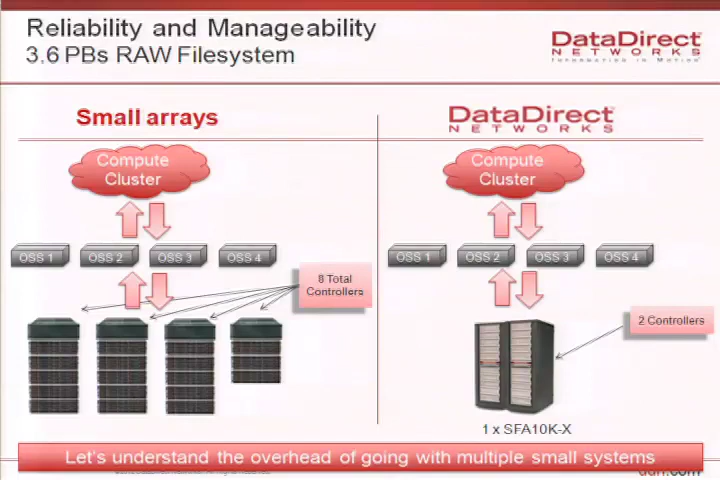 Reliability and Manageability
3.6 PBs RAW Filesystem
DataDirect
NETWORKS
Information in Motion
Small arrays
DataDirect
NETWORKS
Compute
Cluster
Compute
Cluster
OSS 1
OSS 2
OSS 3
OSS 4
OSS 1
OSS 2
OSS 3
OSS 4
8 Total
Controllers
2 Controllers
1 x SFA10K-X
Let's understand the overhead of going with multiple small systems
ddn.com